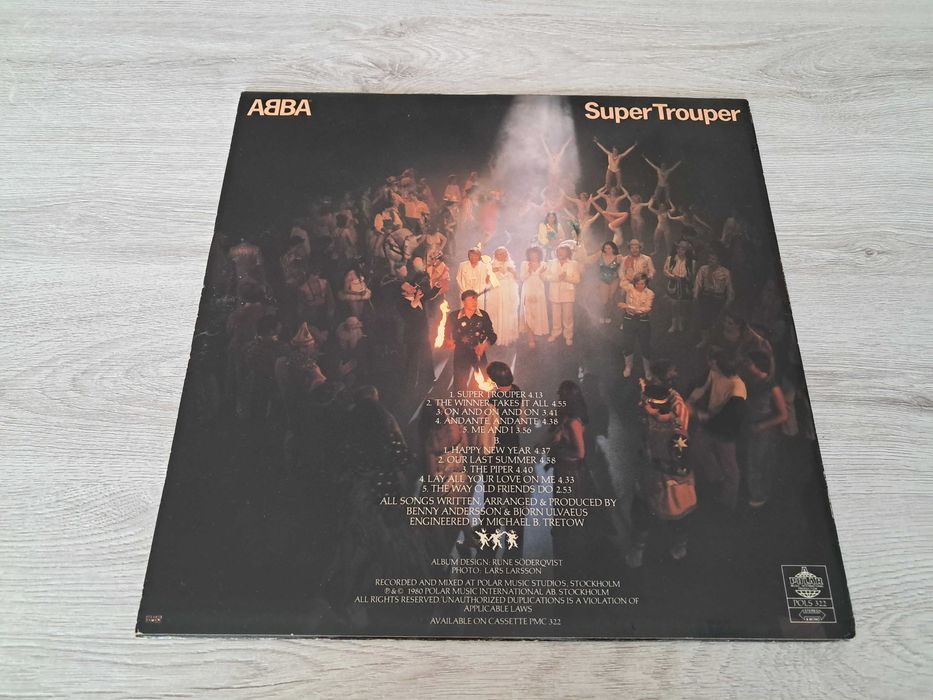 ABBA
Super Trouper
1. SUPER TROUPER 4.13
2. THE WINNER TAKES IT ALL 4.55
3. ON AND ON AND ON 3.41
4. ANDANTE, ANDANTE 4.38
5. ME AND I 3.56
B.
1. HAPPY NEW YEAR 4.37
2. OUR LAST SUMMER 4.58
3. THE PIPER 4.40
4. LAY ALL YOUR LOVE ON ME 4.33
5. THE WAY OLD FRIENDS DO 2.53
ALL SONGS WRITTEN, ARRANGED & PRODUCED BY
BENNY ANDERSSON & BJÖRN ULVAEUS
ENGINEERED BY MICHAEL B. TRETOW
ALBUM DESIGN: RUNE SÖDERQVIST
PHOTO: LARS LARSSON
RECORDED AND MIXED AT POLAR MUSIC STUDIOS, STOCKHOLM
℗ & © 1980 POLAR MUSIC INTERNATIONAL AB, STOCKHOLM
ALL RIGHTS RESERVED. UNAUTHORIZED DUPLICATIONS IS A VIOLATION OF
APPLICABLE LAWS
AVAILABLE ON CASSETTE PMC 322
POLAR
POLS 322
STEREO